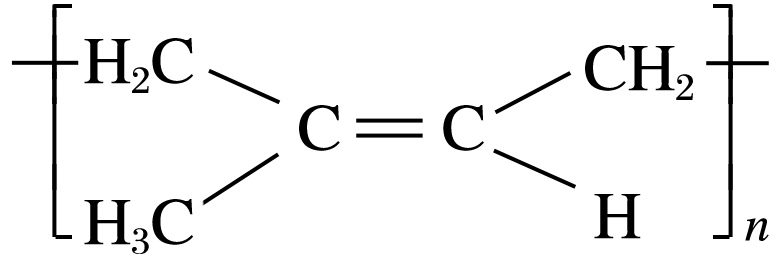 H₂C CH₂
C=C
H₃C H
n